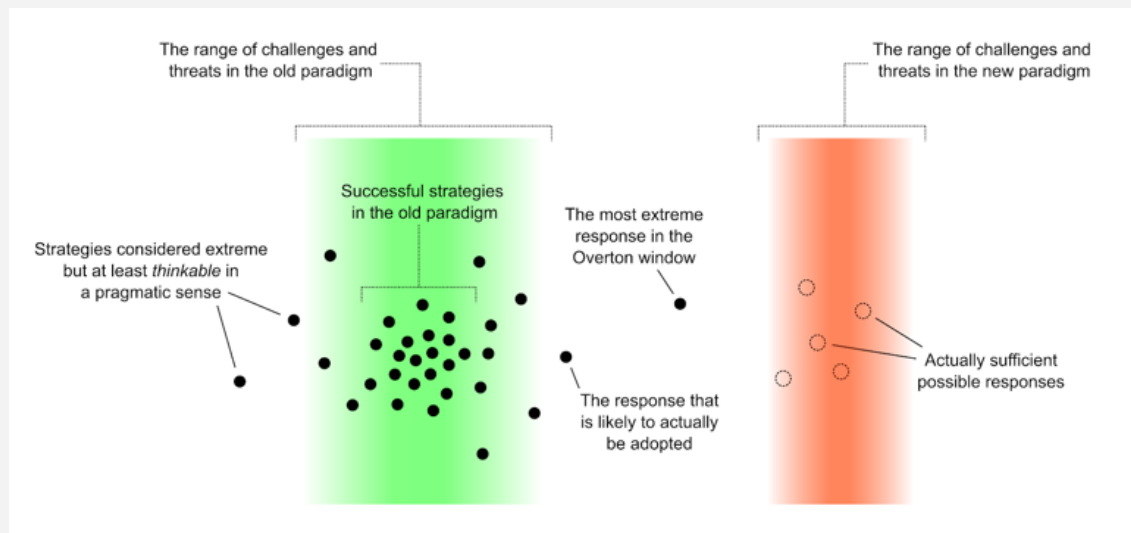 The range of challenges and
threats in the old paradigm
The range of challenges and
threats in the new paradigm
Successful strategies
in the old paradigm
The most extreme
response in the
Overton window
Strategies considered extreme
but at least thinkable in
a pragmatic sense
Actually sufficient
possible responses
The response that
is likely to actually
be adopted